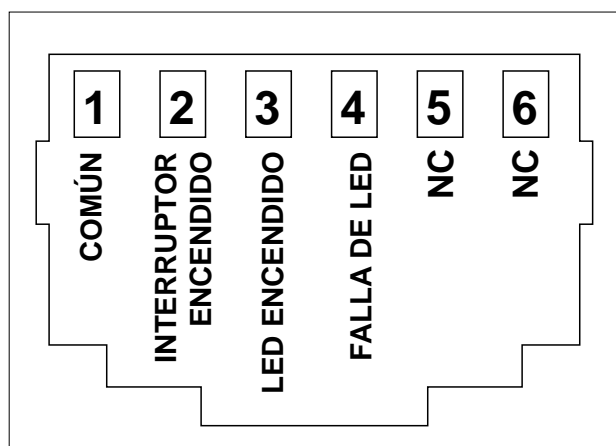 1 2 3 4 5 6
COMÚN
INTERRUPTOR
ENCENDIDO
LED ENCENDIDO
FALLA DE LED
NC
NC